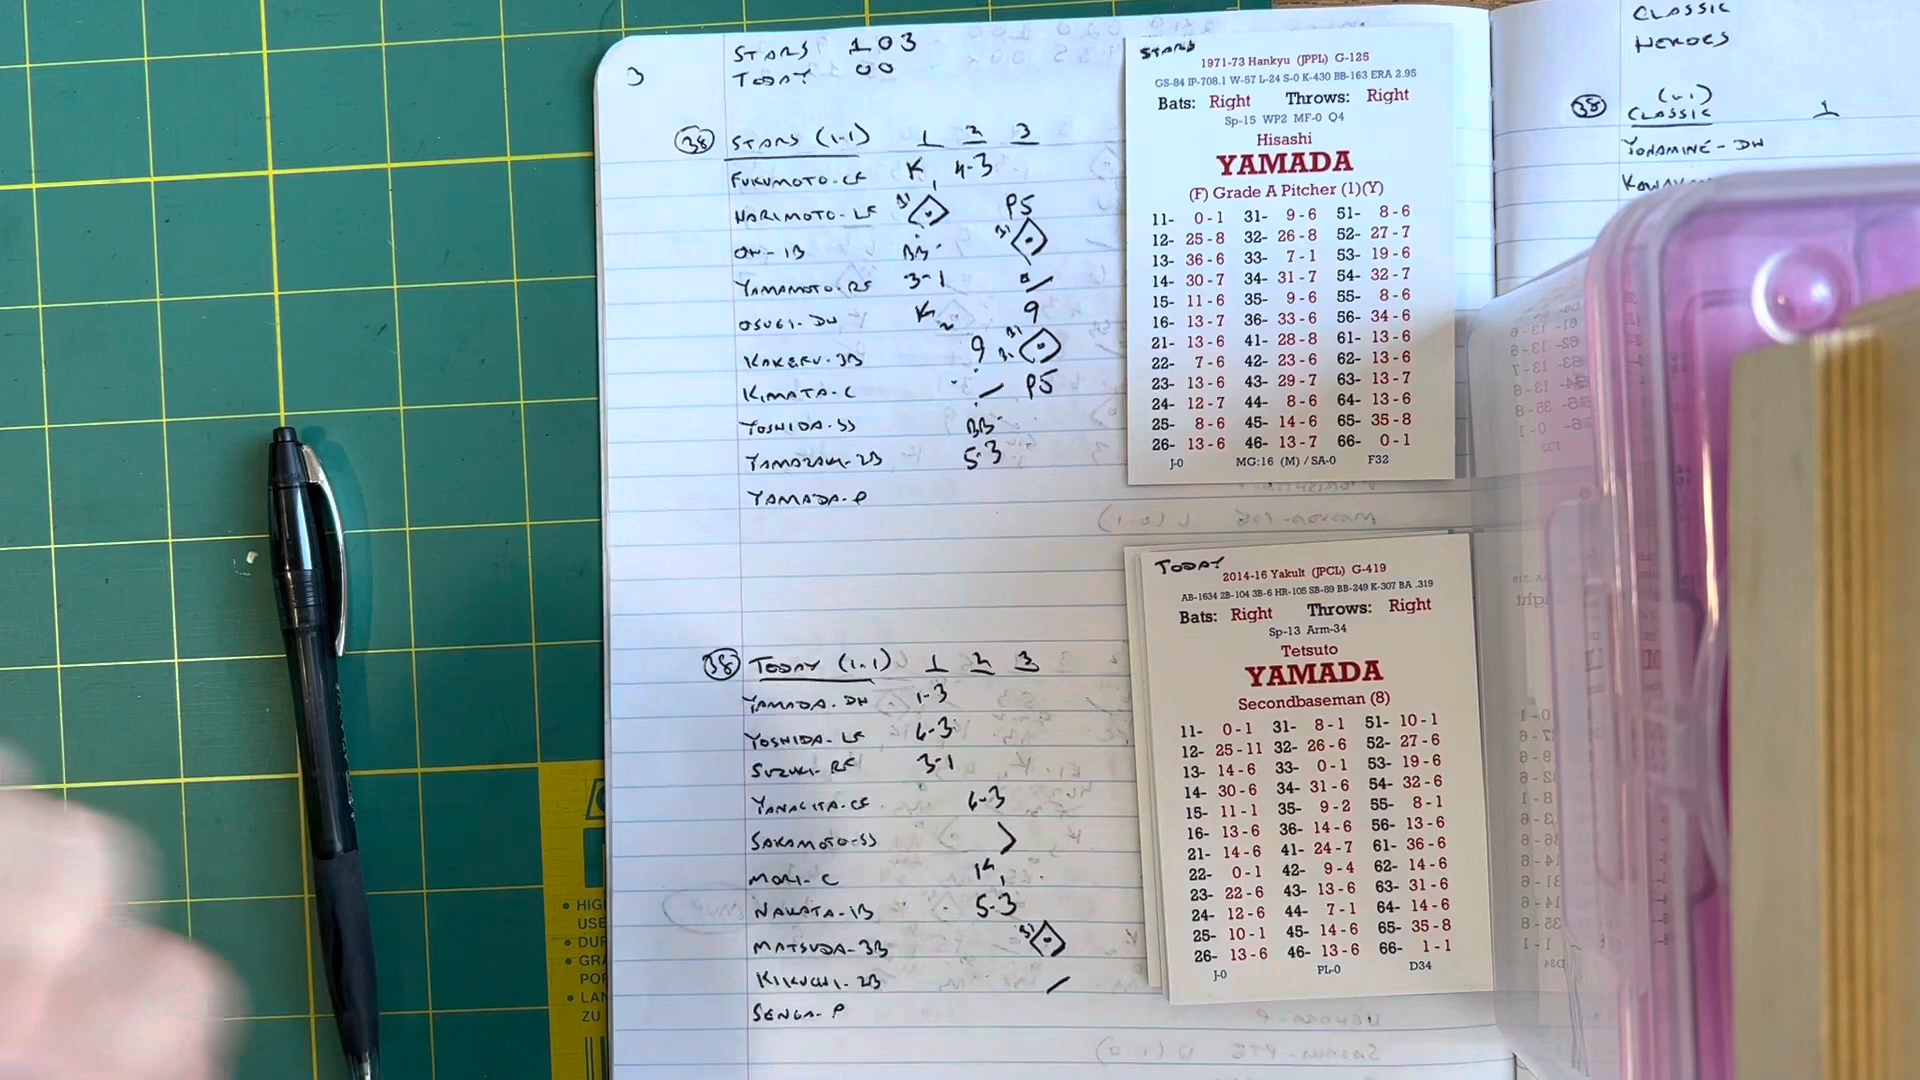 STARS 103
TODAY 00
3
38 STARS (1-1) 1 2 3
FUKUMOTO-CF K 4-3
HARIMOTO-LF P5
OH-1B BB
YAMAMOTO-RF 3-1
OSUGI-DH K 9
KAKEFU-3B 9
KIMATA-C P5
YOSHIDA-SS BB
YAMAZAKI-2B 5-3
YAMADA-P
38 TODAY (1-1) 1 2 3
YAMADA-DH 1-3
YOSHIDA-LF 6-3
SUZUKI-RF 3-1
YANAGITA-CF 6-3
SAKAMOTO-SS
MORI-C K
NAKATA-1B 5-3
MATSUDA-3B
KIKUCHI-2B
SENGA-P
STARS
1971-73 Hankyu (JPPL) G-125
GS-84 IP-708.1 W-57 L-24 S-0 K-430 BB-163 ERA 2.95
Bats: Right Throws: Right
Sp-15 WP2 MF-0 Q4
Hisashi
YAMADA
(F) Grade A Pitcher (1)(Y)
11- 0-1 31- 9-6 51- 8-6
12- 25-8 32- 26-8 52- 27-7
13- 36-6 33- 7-1 53- 19-6
14- 30-7 34- 31-7 54- 32-7
15- 11-6 35- 9-6 55- 8-6
16- 13-7 36- 33-6 56- 34-6
21- 13-6 41- 28-8 61- 13-6
22- 7-6 42- 23-6 62- 13-6
23- 13-6 43- 29-7 63- 13-7
24- 12-7 44- 8-6 64- 13-6
25- 8-6 45- 14-6 65- 35-8
26- 13-6 46- 13-7 66- 0-1
J-0 MG:16 (M) / SA-0 F32
TODAY
2014-16 Yakult (JPCL) G-419
AB-1634 2B-104 3B-6 HR-105 SB-89 BB-249 K-307 BA .319
Bats: Right Throws: Right
Sp-13 Arm-34
Tetsuto
YAMADA
Secondbaseman (8)
11- 0-1 31- 8-1 51- 10-1
12- 25-11 32- 26-6 52- 27-6
13- 14-6 33- 0-1 53- 19-6
14- 30-6 34- 31-6 54- 32-6
15- 11-1 35- 9-2 55- 8-1
16- 13-6 36- 14-6 56- 13-6
21- 14-6 41- 24-7 61- 36-6
22- 0-1 42- 9-4 62- 14-6
23- 22-6 43- 13-6 63- 31-6
24- 12-6 44- 7-1 64- 14-6
25- 10-1 45- 14-6 65- 35-8
26- 13-6 46- 13-6 66- 1-1
J-0 PL-0 D34
CLASSIC
HEROES
38 CLASSIC 1
YONAMINE-DH